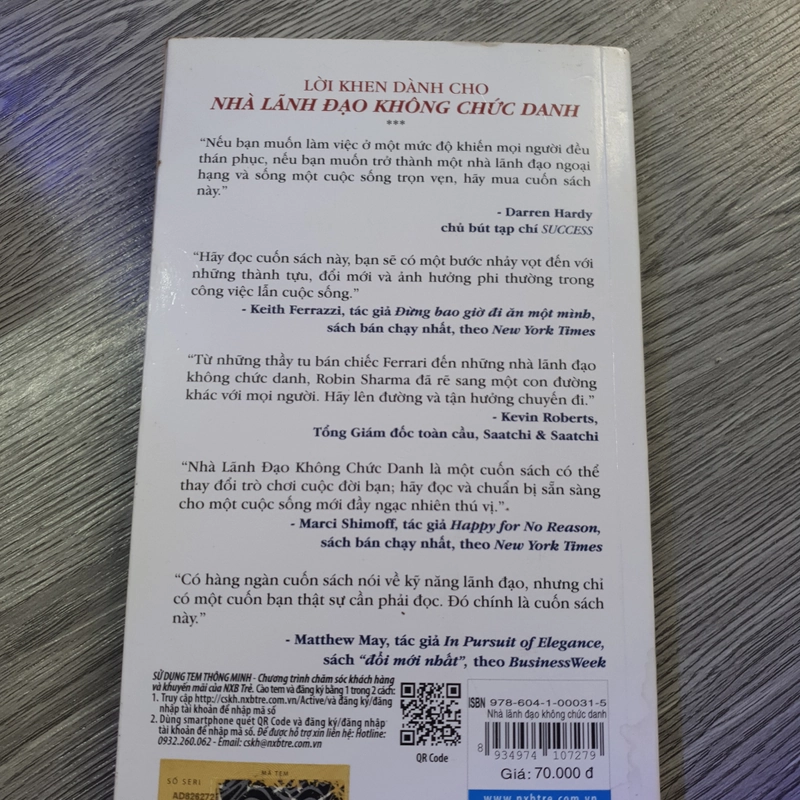 LỜI KHEN DÀNH CHO
NHÀ LÃNH ĐẠO KHÔNG CHỨC DANH
***
“Nếu bạn muốn làm việc ở một mức độ khiến mọi người đều
thán phục, nếu bạn muốn trở thành một nhà lãnh đạo ngoại
hạng và sống một cuộc sống trọn vẹn, hãy mua cuốn sách
này.”
- Darren Hardy
chủ bút tạp chí SUCCESS
“Hãy đọc cuốn sách này, bạn sẽ có một bước nhảy vọt đến với
những thành tựu, đổi mới và ảnh hưởng phi thường trong
công việc lẫn cuộc sống.”
- Keith Ferrazzi, tác giả Đừng bao giờ đi ăn một mình,
sách bán chạy nhất, theo New York Times
“Từ những thầy tu bán chiếc Ferrari đến những nhà lãnh đạo
không chức danh, Robin Sharma đã rẽ sang một con đường
khác với mọi người. Hãy lên đường và tận hưởng chuyến đi.”
- Kevin Roberts,
Tổng Giám đốc toàn cầu, Saatchi & Saatchi
“Nhà Lãnh Đạo Không Chức Danh là một cuốn sách có thể
thay đổi trò chơi cuộc đời bạn; hãy đọc và chuẩn bị sẵn sàng
cho một cuộc sống mới đầy ngạc nhiên thú vị.”
- Marci Shimoff, tác giả Happy for No Reason,
sách bán chạy nhất, theo New York Times
“Có hàng ngàn cuốn sách nói về kỹ năng lãnh đạo, nhưng chỉ
có một cuốn bạn thật sự cần phải đọc. Đó chính là cuốn sách
này.”
- Matthew May, tác giả In Pursuit of Elegance,
sách “đổi mới nhất”, theo BusinessWeek
SỬ DỤNG TEM THÔNG MINH - Chương trình chăm sóc khách hàng
và khuyến mãi của NXB Trẻ. Cào tem và đăng ký bằng 1 trong 2 cách:
1. Truy cập http://cskh.nxbtre.com.vn/Active/và đăng ký/đăng
nhập tài khoản để nhập mã số
2. Dùng smartphone quét QR Code và đăng ký/đăng nhập
tài khoản để nhập mã số. Để được hỗ trợ xin liên hệ: Hotline:
0932.260.062 - Email: cskh@nxbtre.com.vn
QR Code
ISBN 978-604-1-00031-5
Nhà lãnh đạo không chức danh
8 934974 107279
Giá: 70.000 đ
www.nxbtre.com.vn
MÃ TEM
SỐ SERI
AD826272